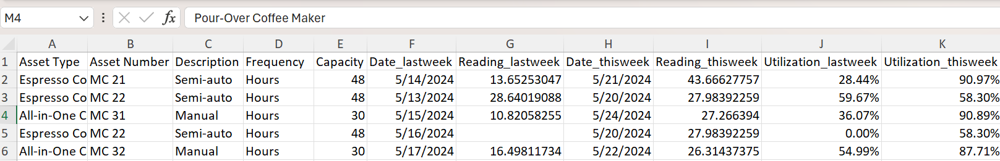 M4 fx Pour-Over Coffee Maker
A B C D E F G H I J K
1 Asset Type Asset Number Description Frequency Capacity Date_lastweek Reading_lastweek Date_thisweek Reading_thisweek Utilization_lastweek Utilization_thisweek
2 Espresso Co MC 21 Semi-auto Hours 48 5/14/2024 13.65253047 5/21/2024 43.66627757 28.44% 90.97%
3 Espresso Co MC 22 Semi-auto Hours 48 5/13/2024 28.64019088 5/20/2024 27.98392259 59.67% 58.30%
4 All-in-One C MC 31 Manual Hours 30 5/15/2024 10.82058255 5/24/2024 27.266394 36.07% 90.89%
5 Espresso Co MC 22 Semi-auto Hours 48 5/16/2024 5/20/2024 27.98392259 0.00% 58.30%
6 All-in-One C MC 32 Manual Hours 30 5/17/2024 16.49811734 5/22/2024 26.31437375 54.99% 87.71%